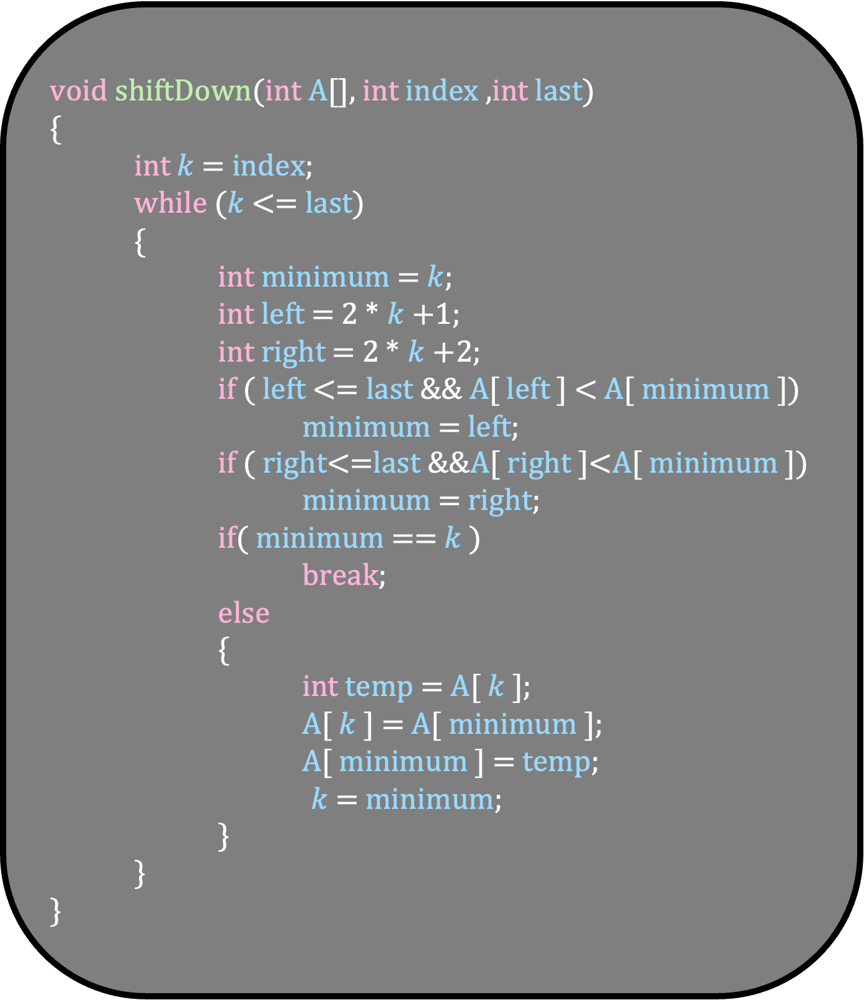 void shiftDown(int A[], int index ,int last)
{
int k = index;
while (k <= last)
{
int minimum = k;
int left = 2 * k +1;
int right = 2 * k +2;
if ( left <= last && A[ left ] < A[ minimum ])
minimum = left;
if ( right<=last &&A[ right ]<A[ minimum ])
minimum = right;
if( minimum == k )
break;
else
{
int temp = A[ k ];
A[ k ] = A[ minimum ];
A[ minimum ] = temp;
k = minimum;
}
}
}